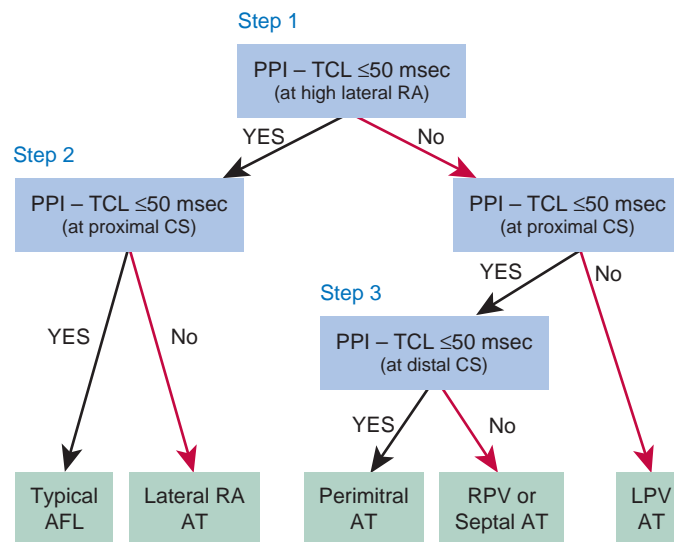 Step 1
PPI – TCL ≤50 msec
(at high lateral RA)
YES
No
Step 2
PPI – TCL ≤50 msec
(at proximal CS)
PPI – TCL ≤50 msec
(at proximal CS)
YES
No
Step 3
PPI – TCL ≤50 msec
(at distal CS)
YES
No
YES
No
Typical
AFL
Lateral RA
AT
Perimitral
AT
RPV or
Septal AT
LPV
AT